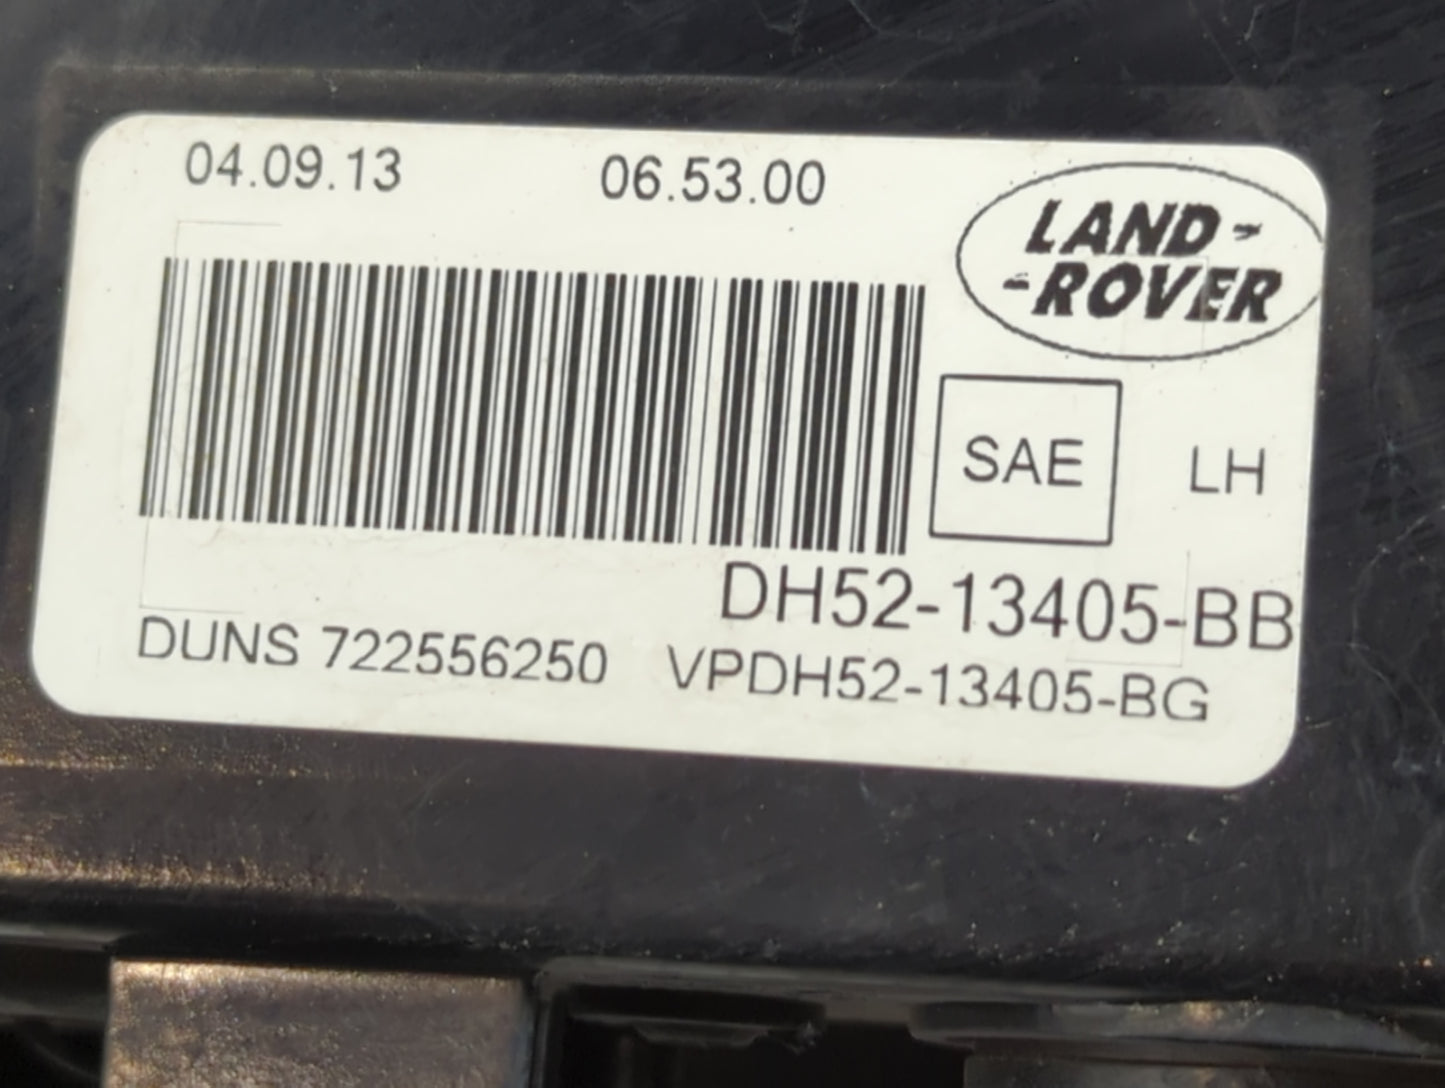 04.09.13 06.53.00
LAND-
-ROVER
SAE LH
DH52-13405-BB
DUNS 722556250 VPDH52-13405-BG